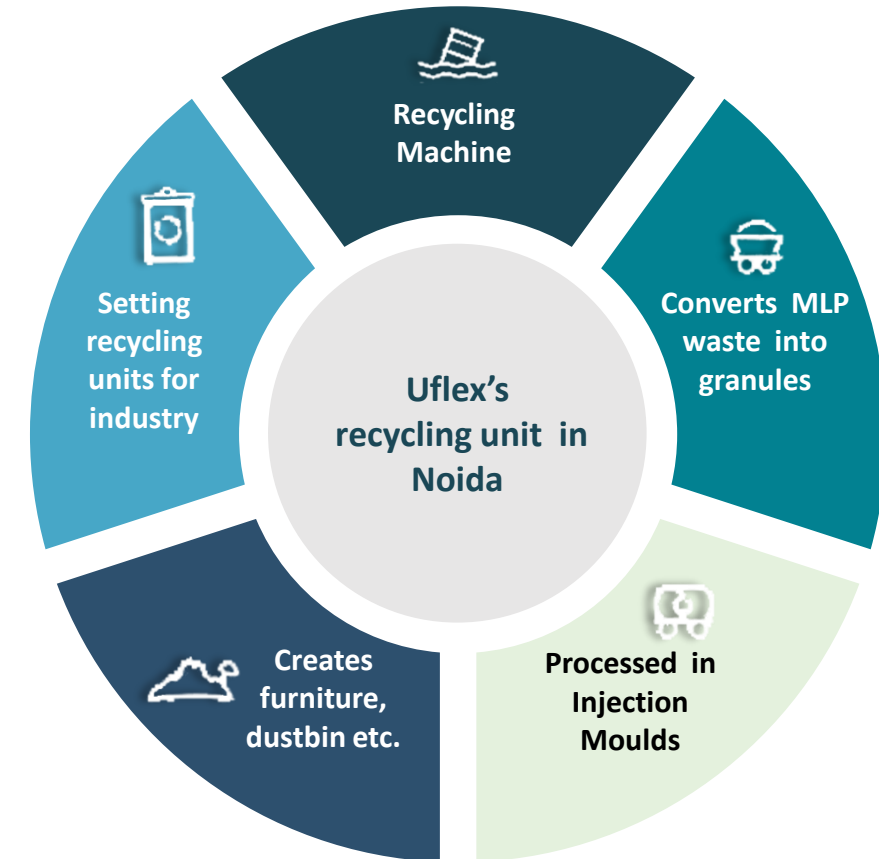 Recycling
Machine
Converts MLP
waste into
granules
Processed in
Injection
Moulds
Creates
furniture,
dustbin etc.
Setting
recycling
units for
industry
Uflex’s
recycling unit in
Noida